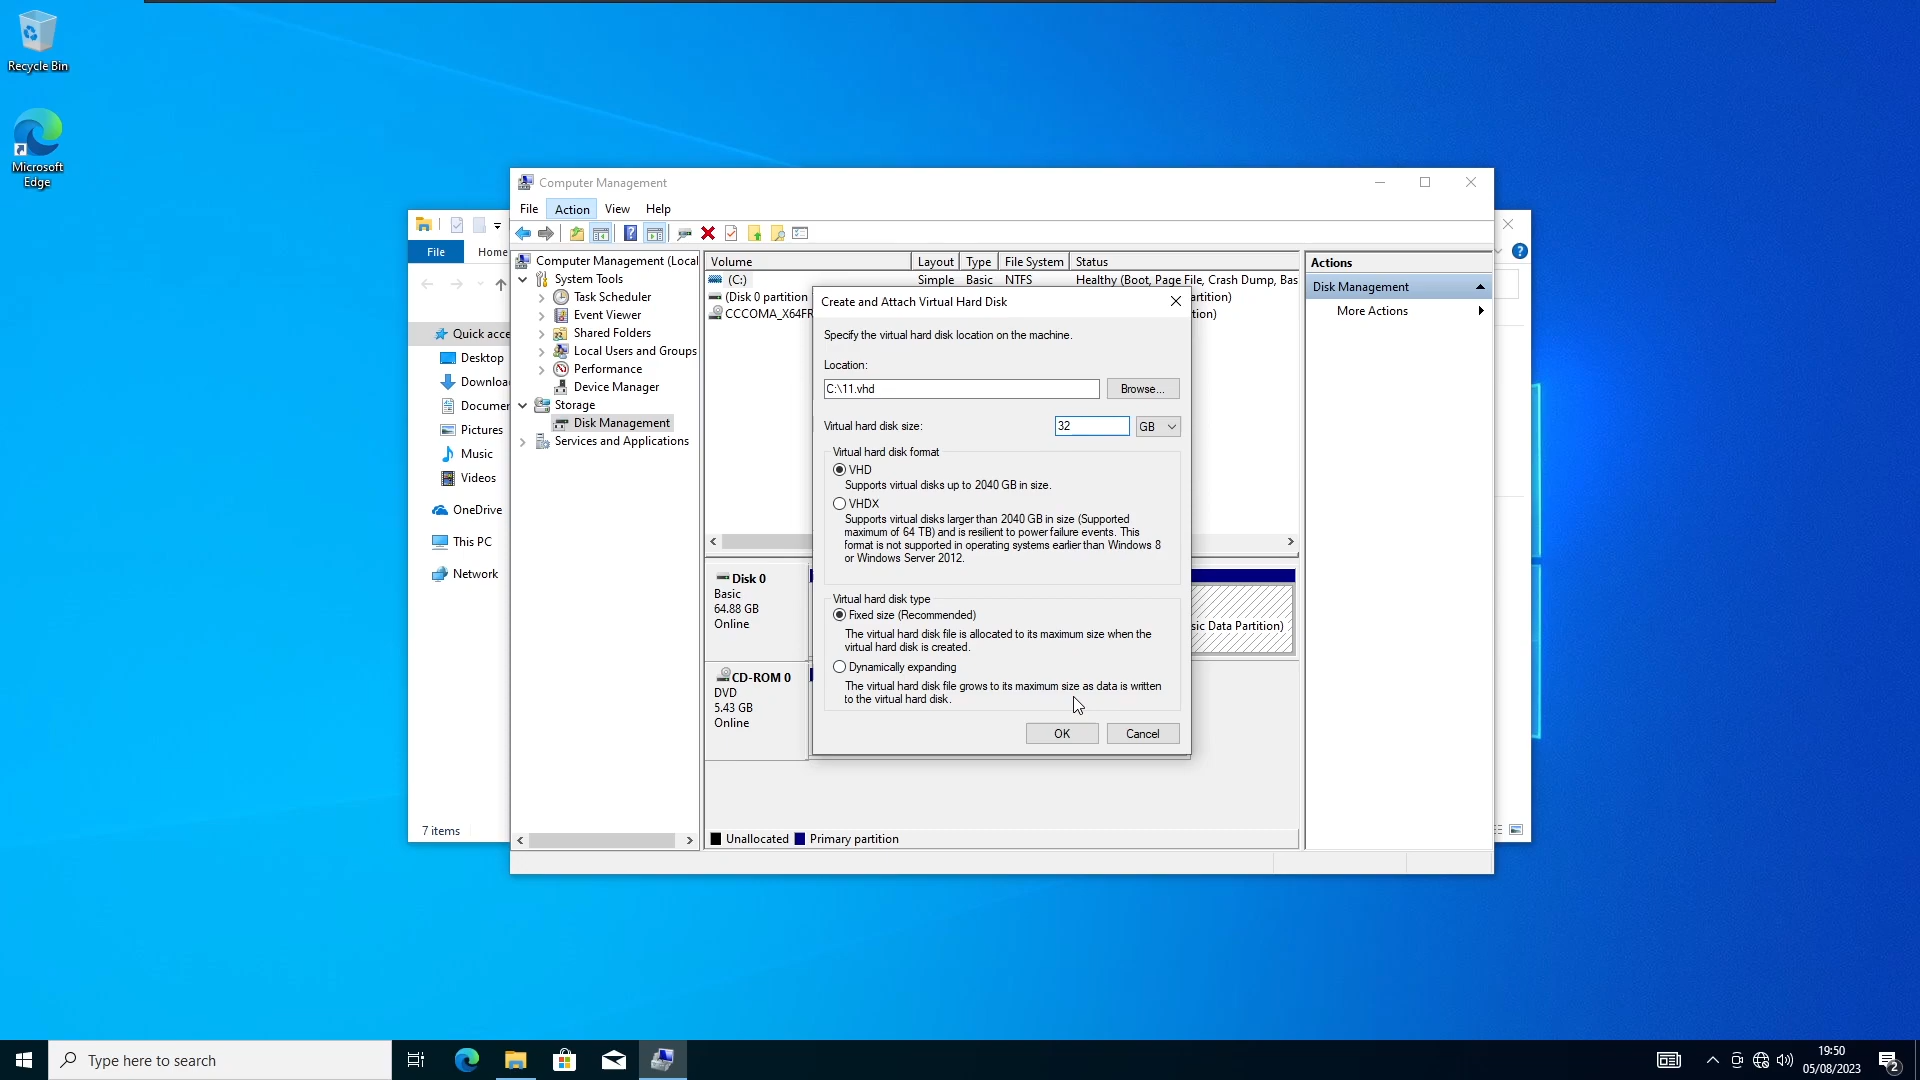 Recycle Bin
Microsoft
Edge
Computer Management
File Action View Help
File Home
Quick acce
Desktop
Downloa
Documer
Pictures
Music
Videos
OneDrive
This PC
Network
7 items
Computer Management (Local
System Tools
Task Scheduler
Event Viewer
Shared Folders
Local Users and Groups
Performance
Device Manager
Storage
Disk Management
Services and Applications
Volume Layout Type File System Status
(C:) Simple Basic NTFS Healthy (Boot, Page File, Crash Dump, Bas
(Disk 0 partition artition)
CCCOMA_X64FR tion)
Create and Attach Virtual Hard Disk
Specify the virtual hard disk location on the machine.
Location:
C:\11.vhd Browse...
Virtual hard disk size: 32 GB
Virtual hard disk format
VHD
Supports virtual disks up to 2040 GB in size.
VHDX
Supports virtual disks larger than 2040 GB in size (Supported
maximum of 64 TB) and is resilient to power failure events. This
format is not supported in operating systems earlier than Windows 8
or Windows Server 2012.
Virtual hard disk type
Fixed size (Recommended)
The virtual hard disk file is allocated to its maximum size when the
virtual hard disk is created.
Dynamically expanding
The virtual hard disk file grows to its maximum size as data is written
to the virtual hard disk.
OK Cancel
Disk 0
Basic
64.88 GB
Online
sic Data Partition)
CD-ROM 0
DVD
5.43 GB
Online
Unallocated Primary partition
Actions
Disk Management
More Actions
Type here to search
19:50
05/08/2023
2